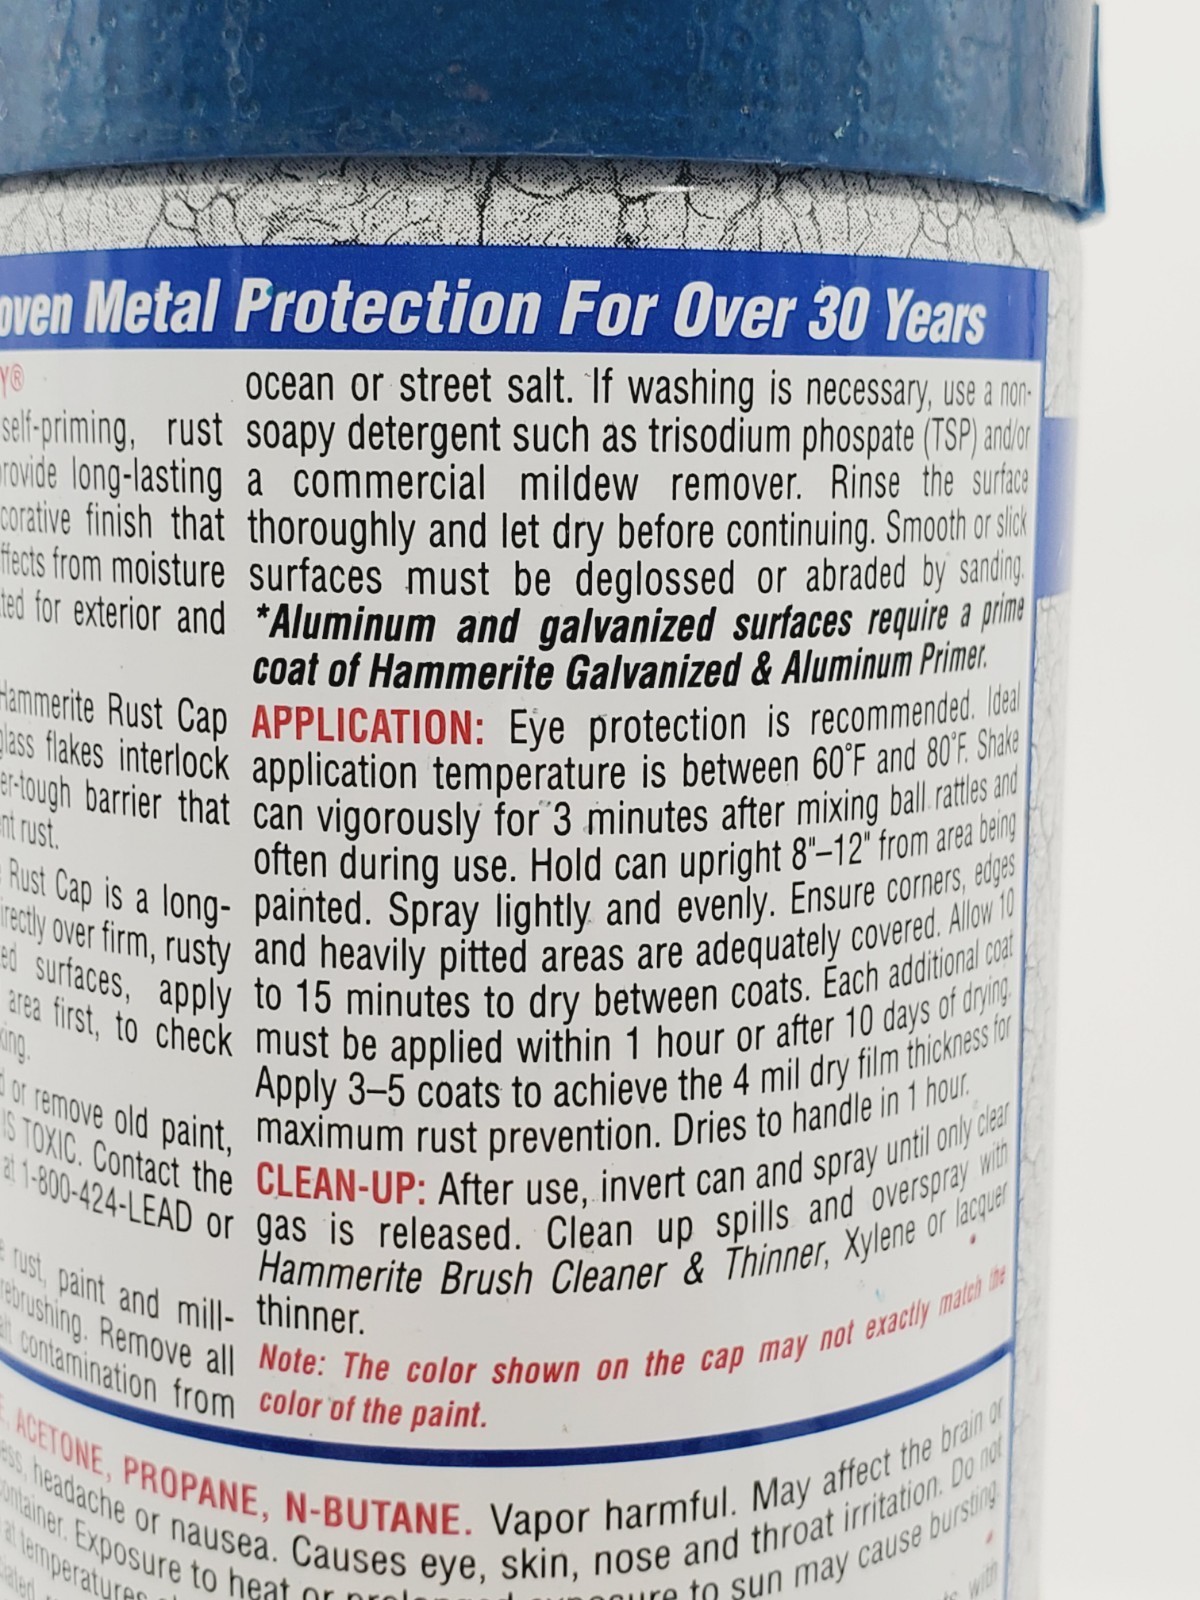 Metal Protection For Over 30 Years
self-priming, rust
long-lasting
finish that
from moisture
for exterior and
Hammerite Rust Cap
flakes interlock
barrier that
rust.
Rust Cap is a long-
over firm, rusty
surfaces, apply
area first, to check
or remove old paint,
IS TOXIC. Contact the
at 1-800-424-LEAD or
rust, paint and mill-
Remove all
contamination from
ocean or street salt. If washing is necessary, use a non-
soapy detergent such as trisodium phospate (TSP) and/or
a commercial mildew remover. Rinse the surface
thoroughly and let dry before continuing. Smooth or slick
surfaces must be deglossed or abraded by sanding.
*Aluminum and galvanized surfaces require a prime
coat of Hammerite Galvanized & Aluminum Primer.
APPLICATION: Eye protection is recommended. Ideal
application temperature is between 60°F and 80°F. Shake
can vigorously for 3 minutes after mixing ball rattles and
often during use. Hold can upright 8"–12" from area being
painted. Spray lightly and evenly. Ensure corners, edges
and heavily pitted areas are adequately covered. Allow 10
to 15 minutes to dry between coats. Each additional coat
must be applied within 1 hour or after 10 days of drying.
Apply 3–5 coats to achieve the 4 mil dry film thickness for
maximum rust prevention. Dries to handle in 1 hour.
CLEAN-UP: After use, invert can and spray until only clear
gas is released. Clean up spills and overspray with
Hammerite Brush Cleaner & Thinner, Xylene or lacquer
thinner.
Note: The color shown on the cap may not exactly match the
color of the paint.
ACETONE, PROPANE, N-BUTANE. Vapor harmful. May affect the brain or
headache or nausea. Causes eye, skin, nose and throat irritation. Do not
Exposure to heat or prolonged exposure to sun may cause bursting.
at temperatures
with